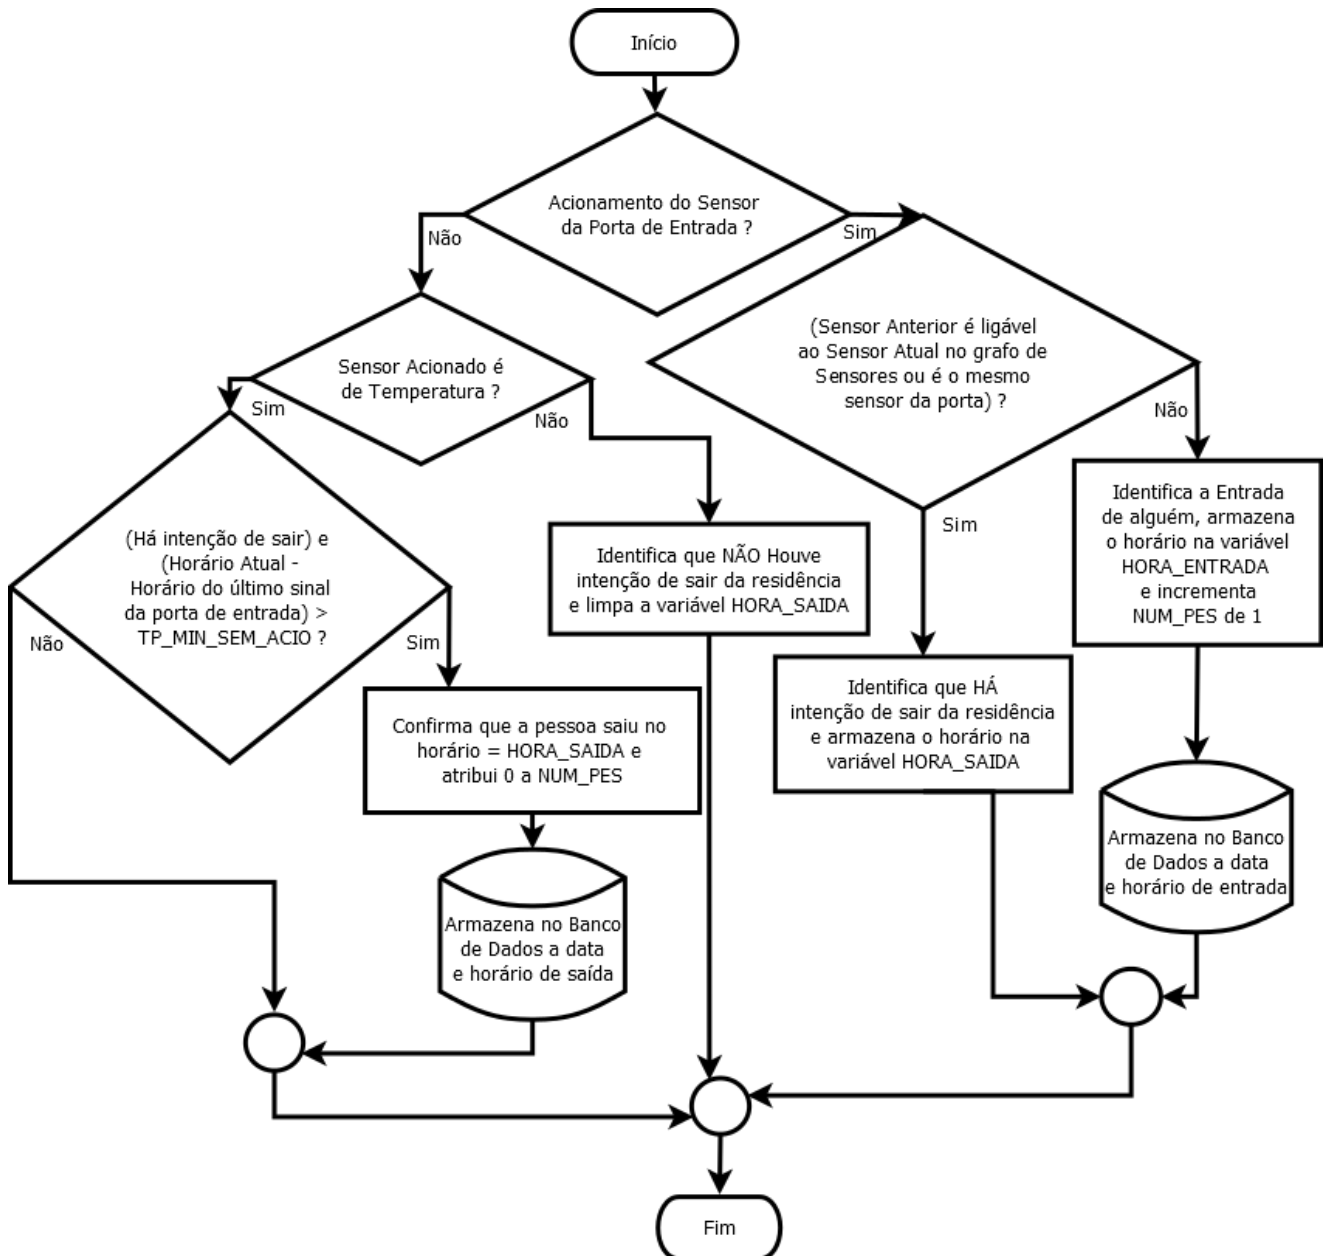 Início
Acionamento do Sensor
da Porta de Entrada ?
Não
Sim
Sensor Acionado é
de Temperatura ?
Sim
Não
(Sensor Anterior é ligável
ao Sensor Atual no grafo de
Sensores ou é o mesmo
sensor da porta) ?
Não
Sim
(Há intenção de sair) e
(Horário Atual -
Horário do último sinal
da porta de entrada) >
TP_MIN_SEM_ACIO ?
Não
Sim
Identifica que NÃO Houve
intenção de sair da residência
e limpa a variável HORA_SAIDA
Identifica a Entrada
de alguém, armazena
o horário na variável
HORA_ENTRADA
e incrementa
NUM_PES de 1
Identifica que HÁ
intenção de sair da residência
e armazena o horário na
variável HORA_SAIDA
Confirma que a pessoa saiu no
horário = HORA_SAIDA e
atribui 0 a NUM_PES
Armazena no Banco
de Dados a data
e horário de entrada
Armazena no Banco
de Dados a data
e horário de saída
Fim